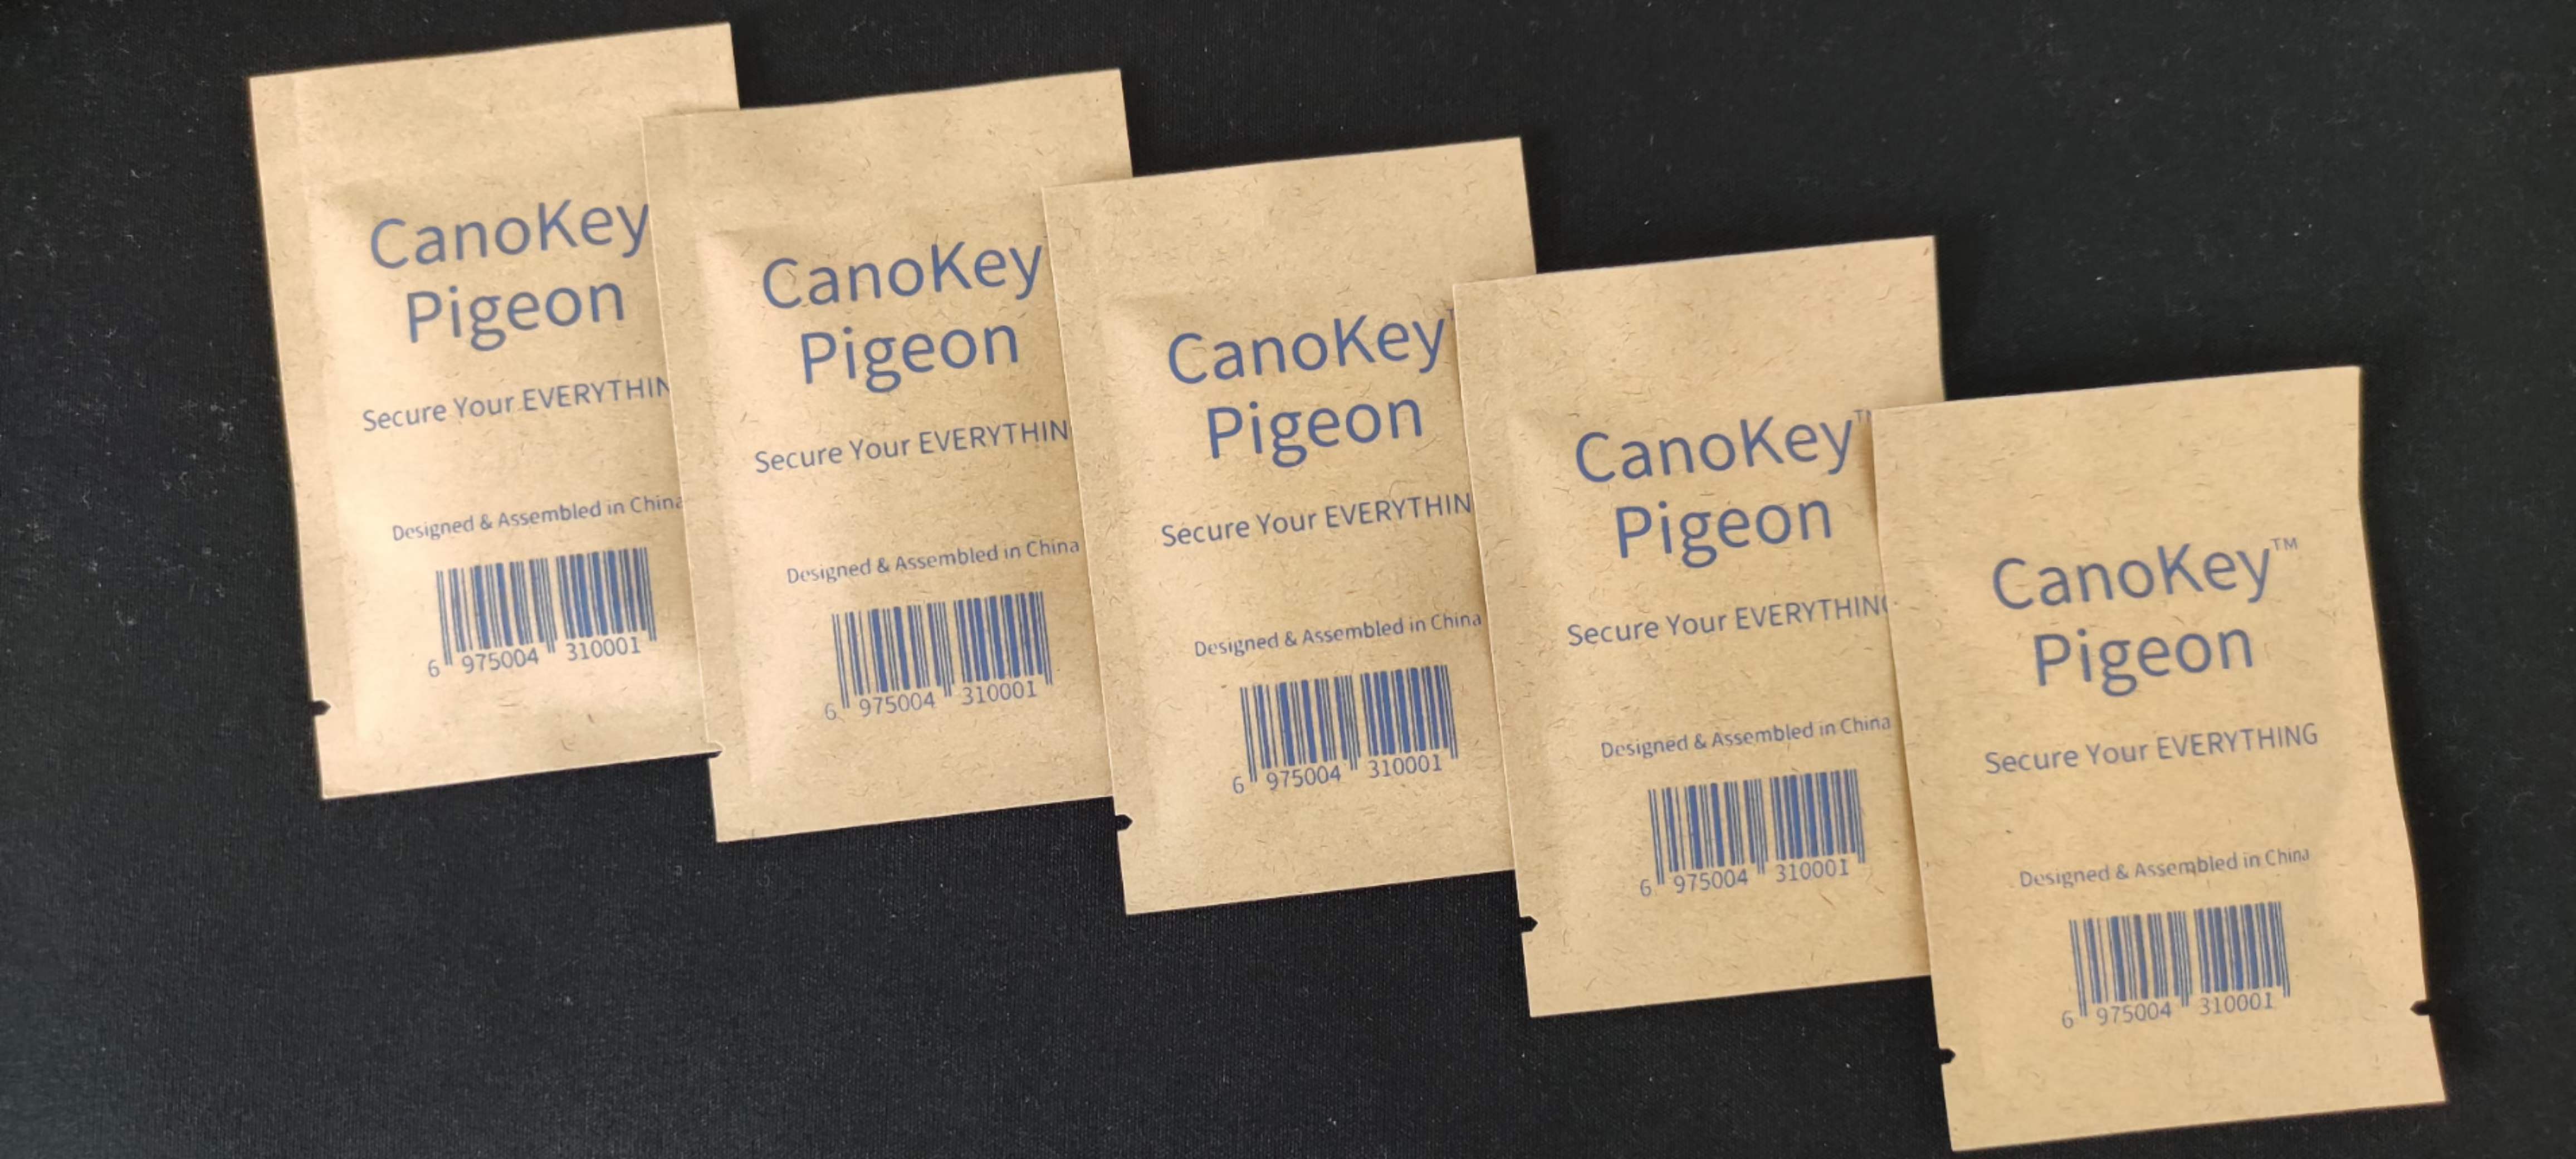 CanoKey
Pigeon
Secure Your EVERYTHIN
Designed & Assembled in China
6 975004 310001
CanoKey
Pigeon
Secure Your EVERYTHIN
Designed & Assembled in China
6 975004 310001
CanoKey
Pigeon
Secure Your EVERYTHIN
Designed & Assembled in China
6 975004 310001
CanoKey™
Pigeon
Secure Your EVERYTHING
Designed & Assembled in China
6 975004 310001
CanoKey™
Pigeon
Secure Your EVERYTHING
Designed & Assembled in China
6 975004 310001